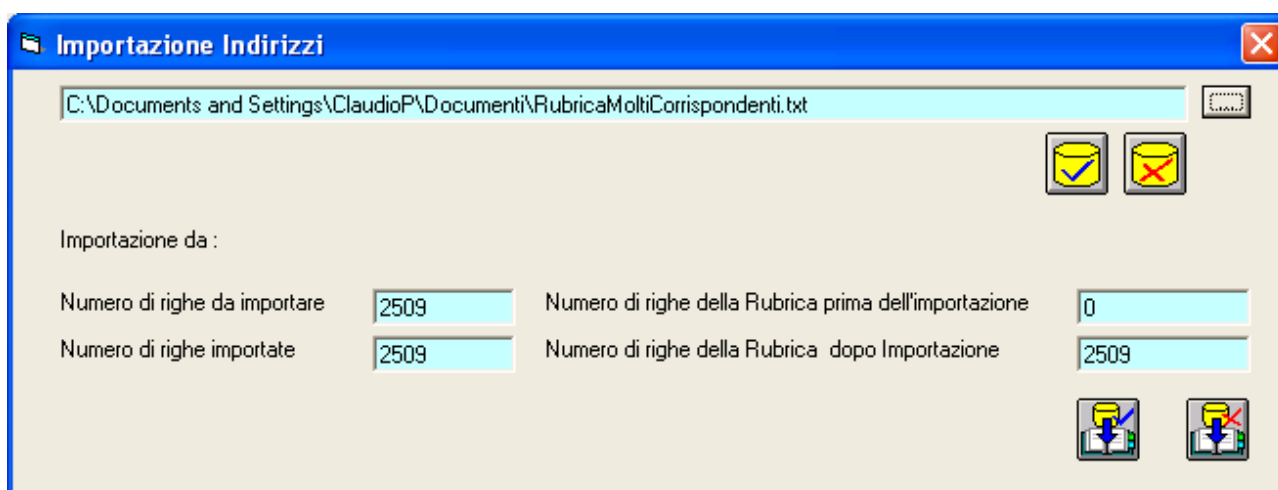 Importazione Indirizzi
C:\Documents and Settings\ClaudioP\Documenti\RubricaMoltiCorrispondenti.txt
Importazione da :
Numero di righe da importare 2509 Numero di righe della Rubrica prima dell'importazione 0
Numero di righe importate 2509 Numero di righe della Rubrica dopo Importazione 2509